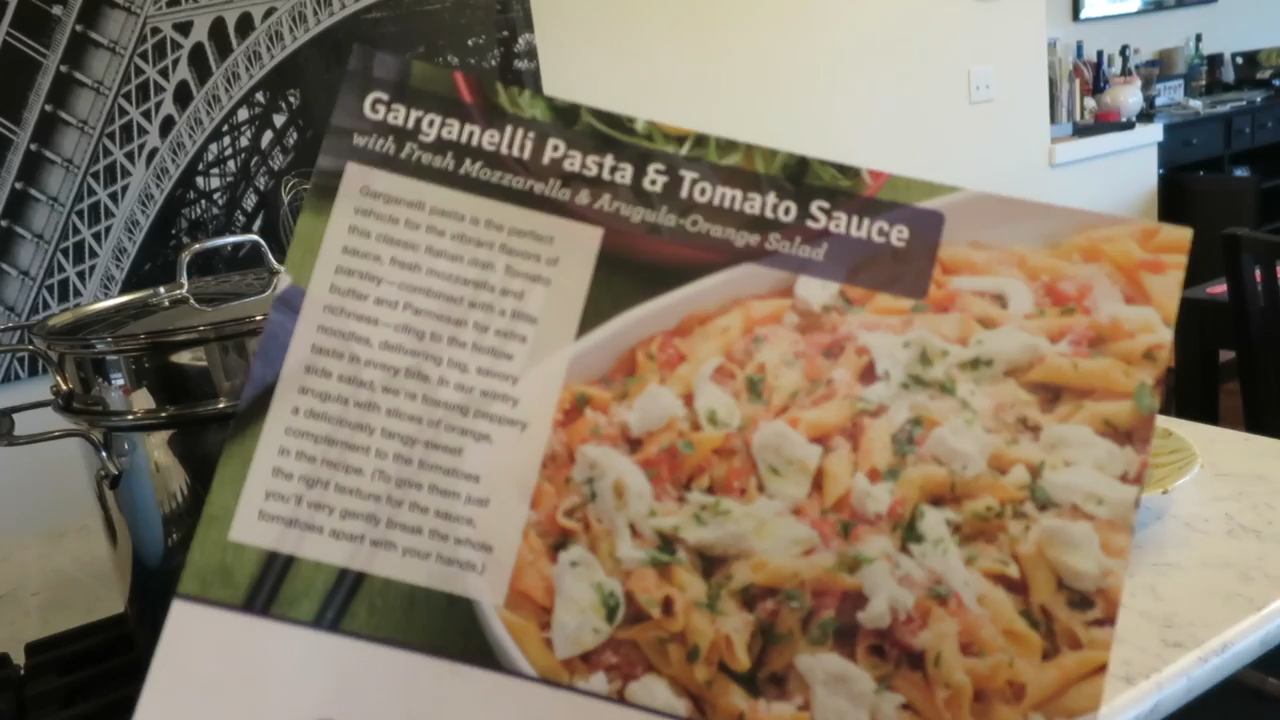 Garganelli Pasta & Tomato Sauce
with Fresh Mozzarella & Arugula-Orange Salad
Garganelli pasta is the perfect
vehicle for the vibrant flavors of
this classic Italian dish. Tomato
sauce, fresh mozzarella and
parsley—combined with a little
butter and Parmesan for extra
richness—cling to the hollow
noodles, delivering big, savory
taste in every bite. In our wintry
side salad, we're tossing peppery
arugula with slices of orange,
a deliciously tangy-sweet
complement to the tomatoes
in the recipe. (To give them just
the right texture for the sauce,
you'll very gently break the whole
tomatoes apart with your hands.)